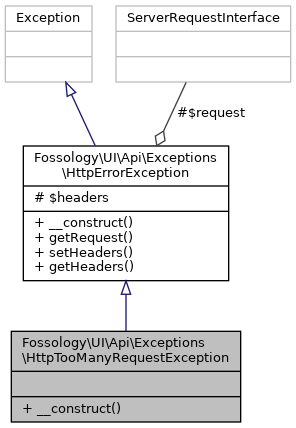 Exception
ServerRequestInterface
#$request
Fossology\UI\Api\Exceptions
\HttpErrorException
# $headers
+ __construct()
+ getRequest()
+ setHeaders()
+ getHeaders()
Fossology\UI\Api\Exceptions
\HttpTooManyRequestException
+ __construct()